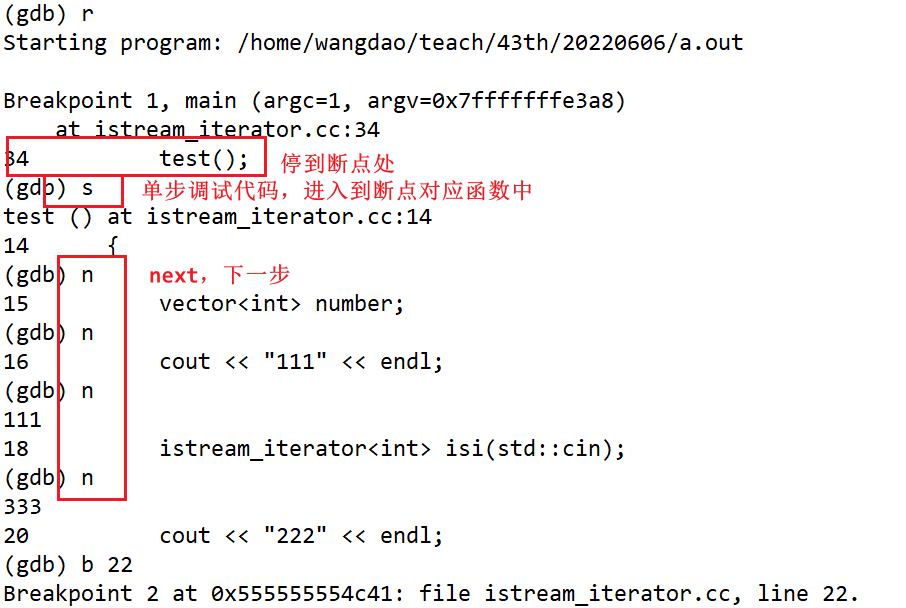 (gdb) r
Starting program: /home/wangdao/teach/43th/20220606/a.out
Breakpoint 1, main (argc=1, argv=0x7fffffffe3a8)
at istream_iterator.cc:34
34 test(); 停到断点处
(gdb) s 单步调试代码，进入到断点对应函数中
test () at istream_iterator.cc:14
14 {
(gdb) n next，下一步
15 vector<int> number;
(gdb) n
16 cout << "111" << endl;
(gdb) n
111
18 istream_iterator<int> isi(std::cin);
(gdb) n
333
20 cout << "222" << endl;
(gdb) b 22
Breakpoint 2 at 0x555555554c41: file istream_iterator.cc, line 22.